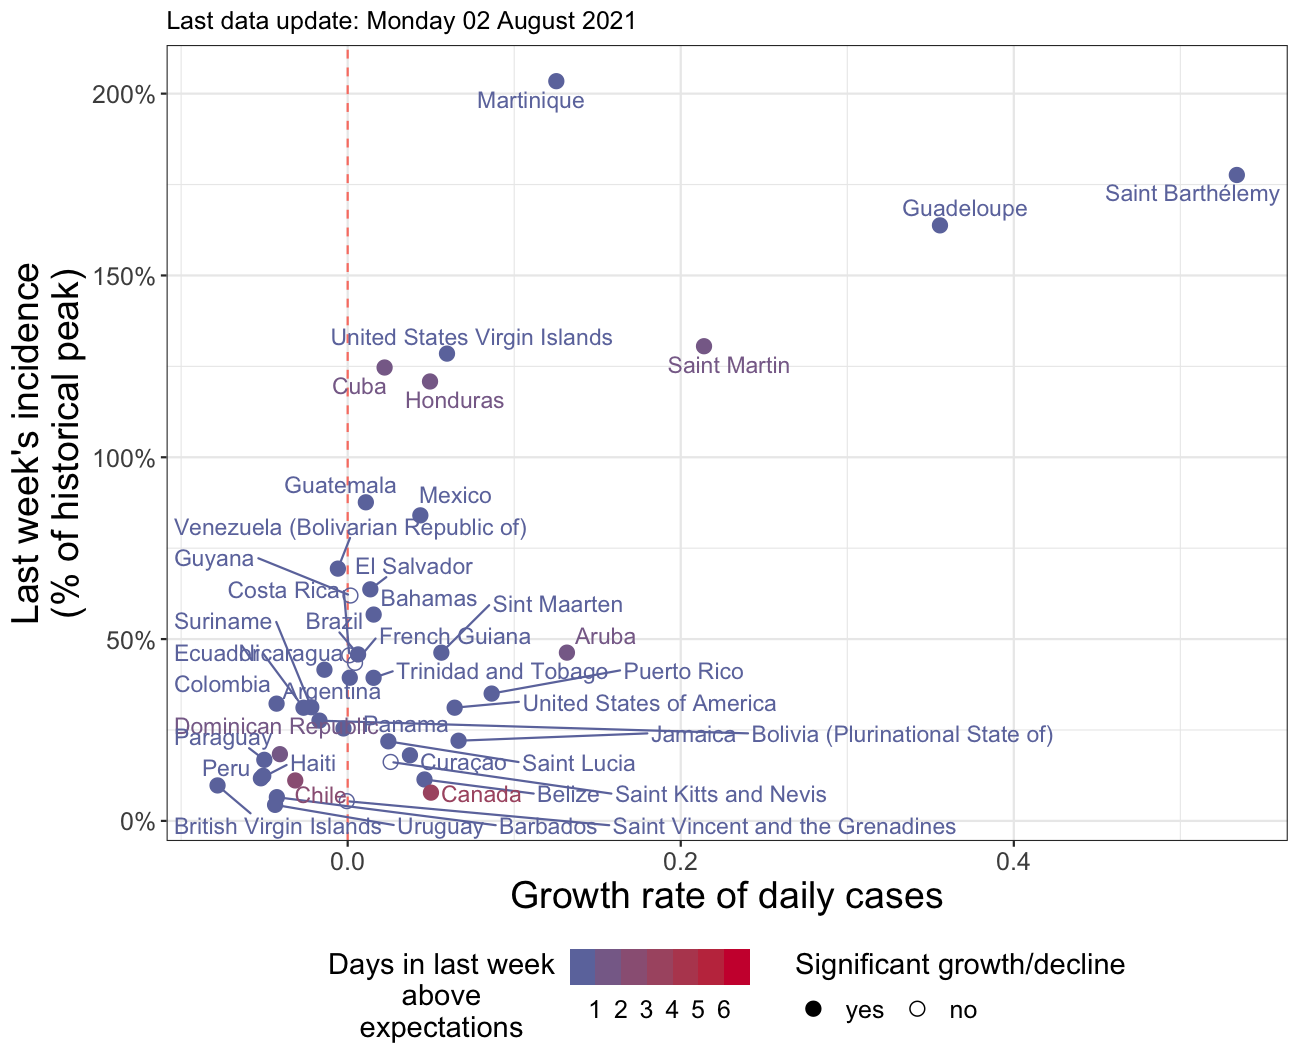 Last data update: Monday 02 August 2021
Last week's incidence
(% of historical peak)
200%
150%
100%
50%
0%
Martinique
Saint Barthélemy
Guadeloupe
United States Virgin Islands
Saint Martin
Cuba
Honduras
Guatemala
Mexico
Venezuela (Bolivarian Republic of)
Guyana
El Salvador
Costa Rica
Bahamas
Sint Maarten
Suriname
Brazil
French Guiana
Aruba
Ecuador
Nicaragua
Trinidad and Tobago
Puerto Rico
Colombia
Argentina
United States of America
Dominican Republic
Panama
Paraguay
Jamaica
Bolivia (Plurinational State of)
Peru
Haiti
Curaçao
Saint Lucia
Chile
Canada
Belize
Saint Kitts and Nevis
British Virgin Islands
Uruguay
Barbados
Saint Vincent and the Grenadines
0.0
0.2
0.4
Growth rate of daily cases
Days in last week
above
expectations
1 2 3 4 5 6
Significant growth/decline
yes
no